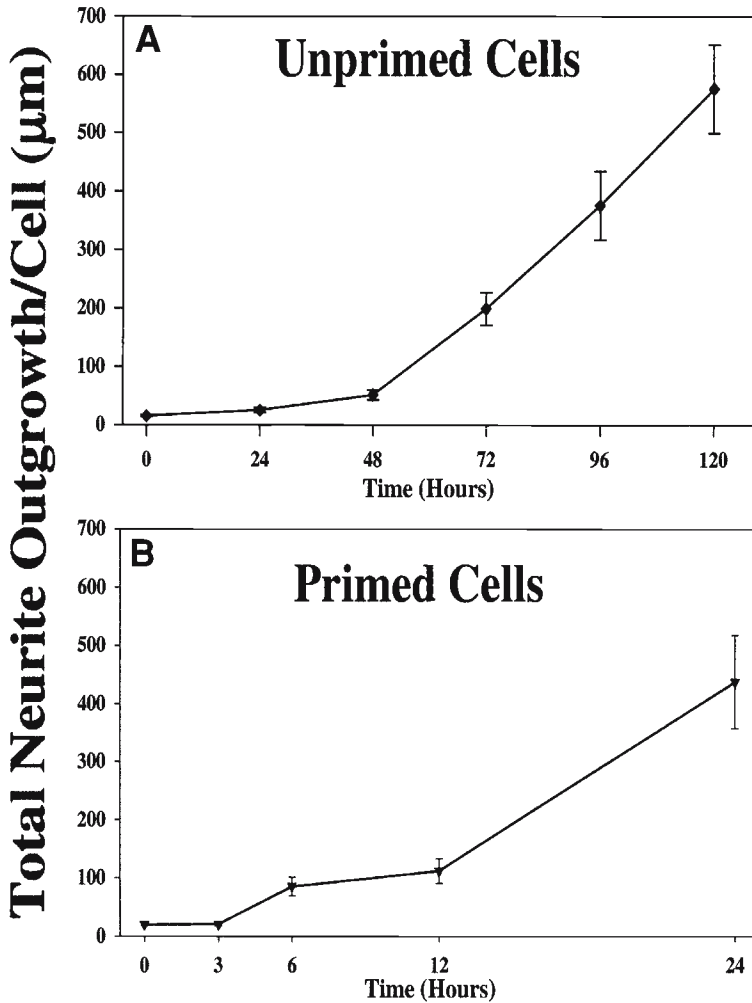 Total Neurite Outgrowth/Cell (μm)
A
Unprimed Cells
700
600
500
400
300
200
100
0
0 24 48 72 96 120
Time (Hours)
B
Primed Cells
700
600
500
400
300
200
100
0
0 3 6 12 24
Time (Hours)